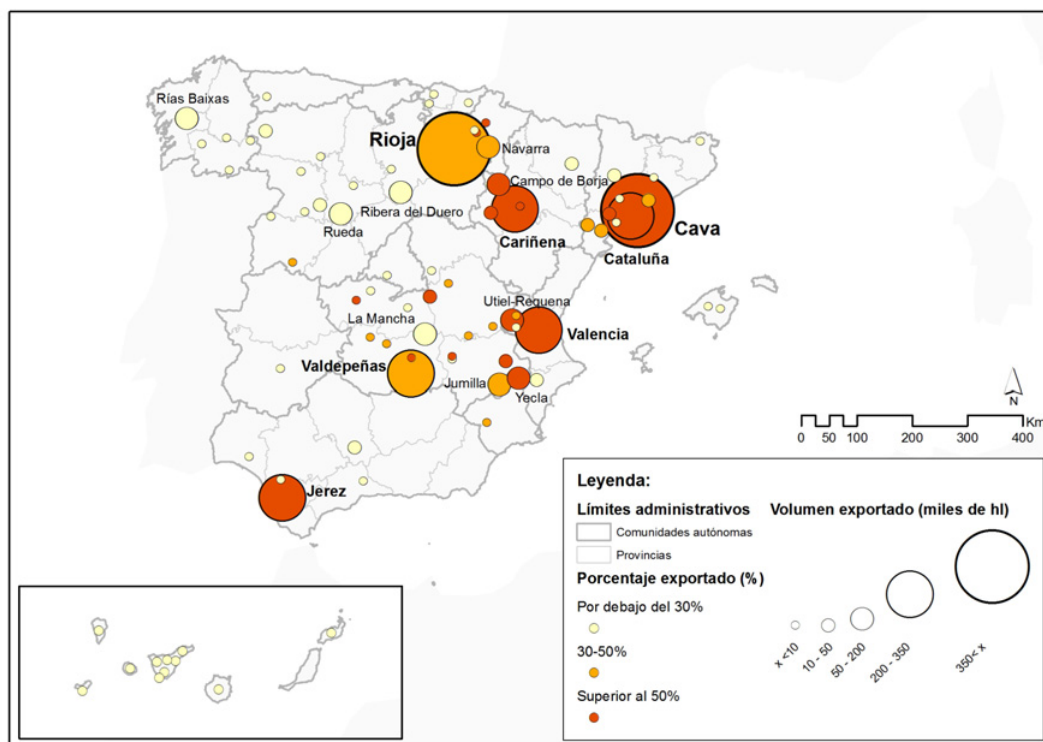 Rías Baixas
Rioja
Navarra
Campo de Borja
Ribera del Duero
Rueda
Cariñena
Cava
Cataluña
Utiel-Requena
La Mancha
Valencia
Valdepeñas
Jumilla
Yecla
Jerez
N
Km
0 50 100 200 300 400
Leyenda:
Límites administrativos
Comunidades autónomas
Provincias
Porcentaje exportado (%)
Por debajo del 30%
30-50%
Superior al 50%
Volumen exportado (miles de hl)
x <10
10 - 50
50 - 200
200 - 350
350< x